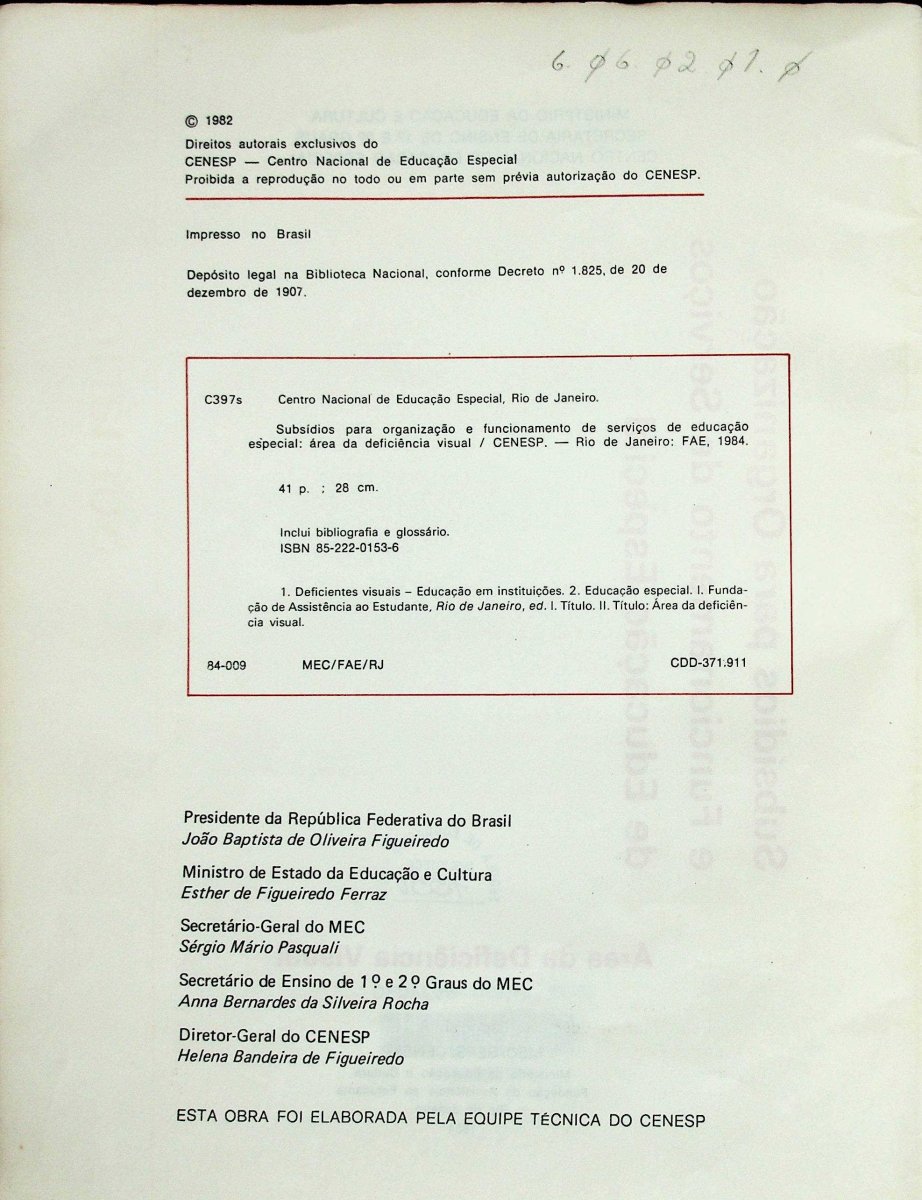 6 06 02 01. 0
© 1982
Direitos autorais exclusivos do
CENESP — Centro Nacional de Educação Especial
Proibida a reprodução no todo ou em parte sem prévia autorização do CENESP.
Impresso no Brasil
Depósito legal na Biblioteca Nacional, conforme Decreto nº 1.825, de 20 de
dezembro de 1907.
C397s Centro Nacional de Educação Especial, Rio de Janeiro.
Subsídios para organização e funcionamento de serviços de educação
especial: área da deficiência visual / CENESP. — Rio de Janeiro: FAE, 1984.
41 p. : 28 cm.
Inclui bibliografia e glossário.
ISBN 85-222-0153-6
1. Deficientes visuais – Educação em instituições. 2. Educação especial. I. Funda-
ção de Assistência ao Estudante, Rio de Janeiro, ed. I. Título. II. Título: Área da deficiên-
cia visual.
84-009 MEC/FAE/RJ CDD-371.911
Presidente da República Federativa do Brasil
João Baptista de Oliveira Figueiredo
Ministro de Estado da Educação e Cultura
Esther de Figueiredo Ferraz
Secretário-Geral do MEC
Sérgio Mário Pasquali
Secretário de Ensino de 1º e 2º Graus do MEC
Anna Bernardes da Silveira Rocha
Diretor-Geral do CENESP
Helena Bandeira de Figueiredo
ESTA OBRA FOI ELABORADA PELA EQUIPE TÉCNICA DO CENESP